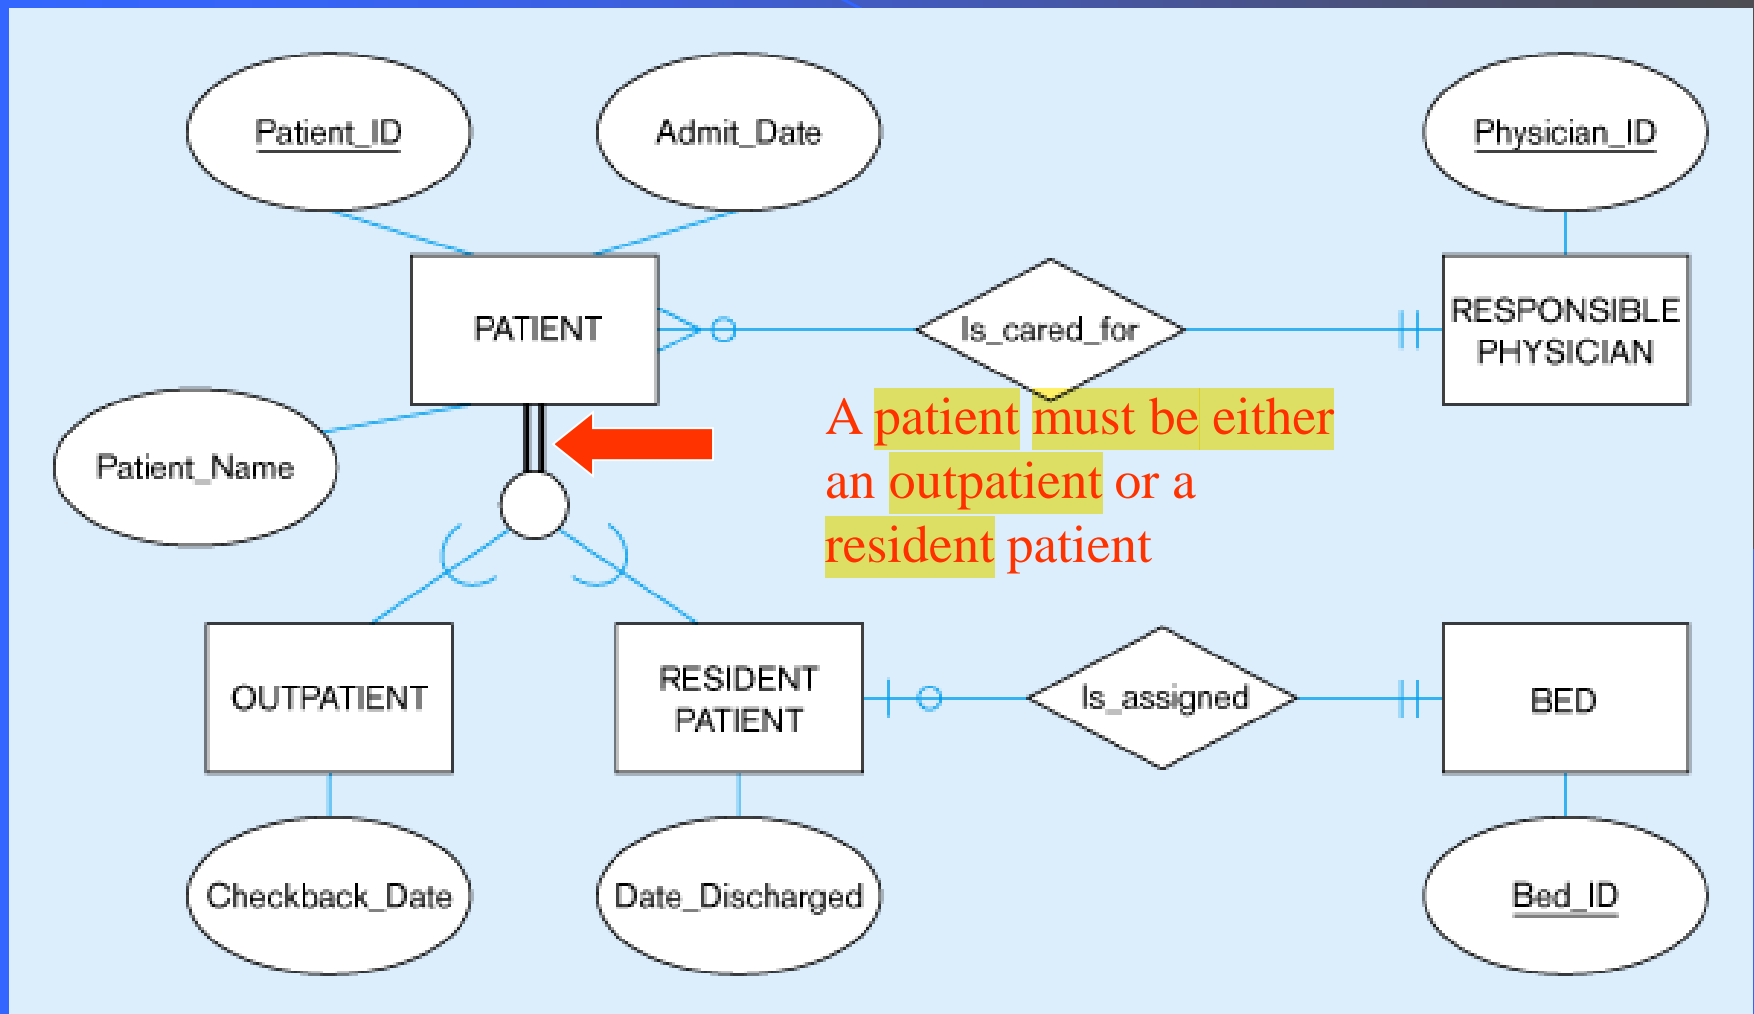 Patient_ID
Admit_Date
Physician_ID
PATIENT
Is_cared_for
RESPONSIBLE
PHYSICIAN
Patient_Name
A patient must be either
an outpatient or a
resident patient
OUTPATIENT
RESIDENT
PATIENT
Is_assigned
BED
Checkback_Date
Date_Discharged
Bed_ID